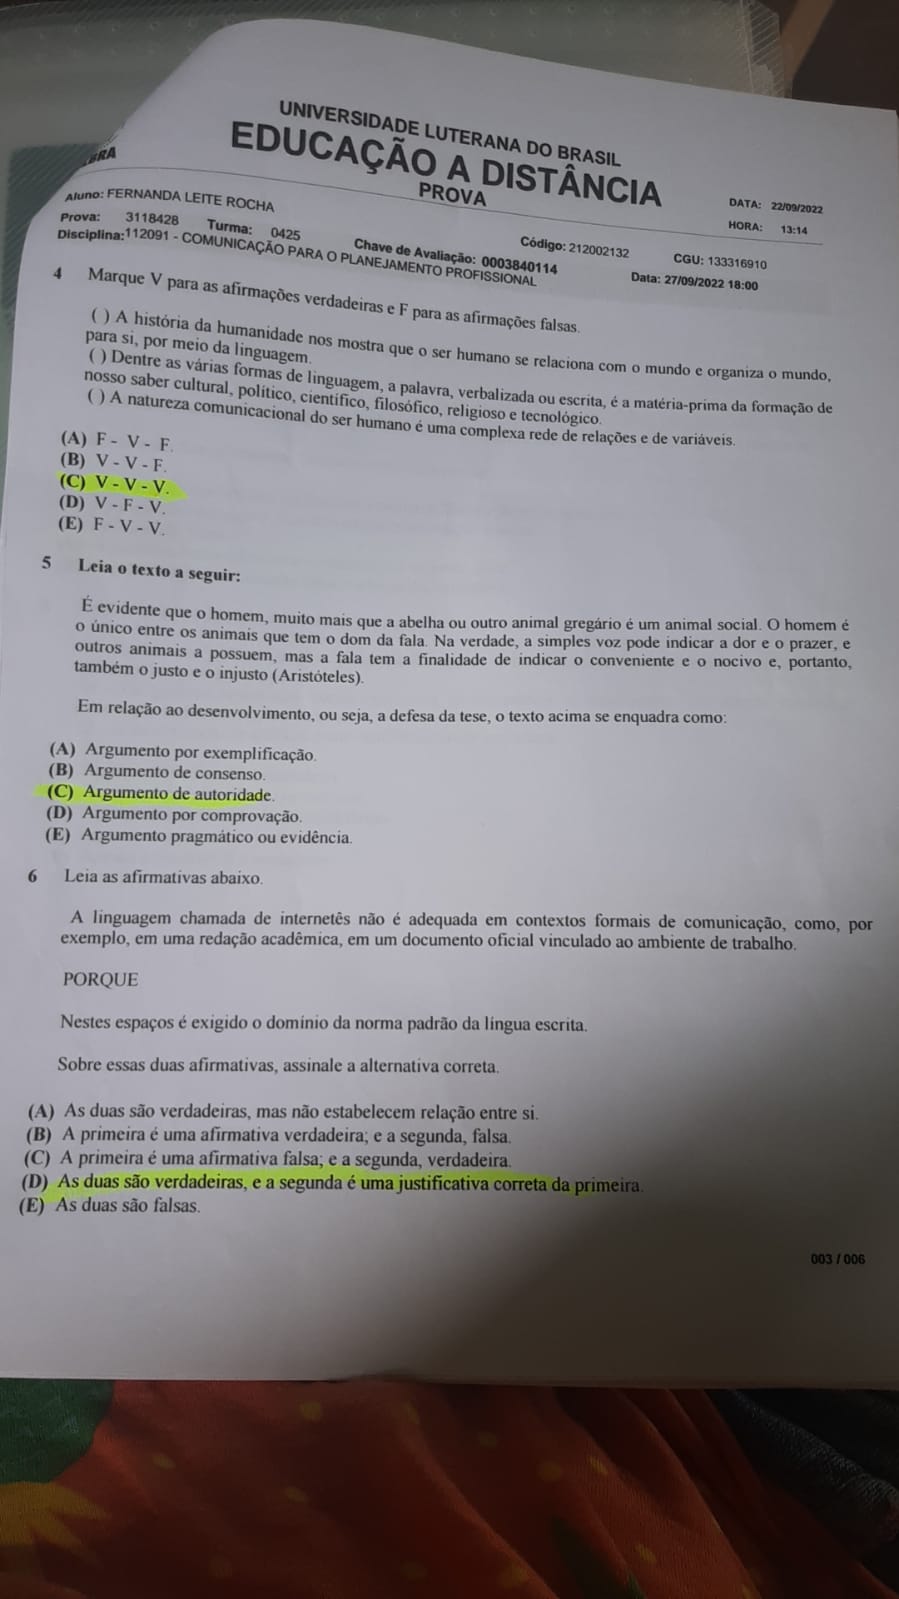 UNIVERSIDADE LUTERANA DO BRASIL
EDUCAÇÃO A DISTÂNCIA
PROVA
DATA: 22/09/2022
HORA: 13:14
Aluno: FERNANDA LEITE ROCHA
Código: 212002132
CGU: 133316910
Prova: 3118428 Turma: 0425 Chave de Avaliação: 0003840114 Data: 27/09/2022 18:00
Disciplina:112091 - COMUNICAÇÃO PARA O PLANEJAMENTO PROFISSIONAL
4 Marque V para as afirmações verdadeiras e F para as afirmações falsas.
( ) A história da humanidade nos mostra que o ser humano se relaciona com o mundo e organiza o mundo,
para si, por meio da linguagem.
( ) Dentre as várias formas de linguagem, a palavra, verbalizada ou escrita, é a matéria-prima da formação de
nosso saber cultural, político, científico, filosófico, religioso e tecnológico.
( ) A natureza comunicacional do ser humano é uma complexa rede de relações e de variáveis.
(A) F - V - F.
(B) V - V - F.
(C) V - V - V.
(D) V - F - V.
(E) F - V - V.
5 Leia o texto a seguir:
É evidente que o homem, muito mais que a abelha ou outro animal gregário é um animal social. O homem é
o único entre os animais que tem o dom da fala. Na verdade, a simples voz pode indicar a dor e o prazer, e
outros animais a possuem, mas a fala tem a finalidade de indicar o conveniente e o nocivo e, portanto,
também o justo e o injusto (Aristóteles).
Em relação ao desenvolvimento, ou seja, a defesa da tese, o texto acima se enquadra como:
(A) Argumento por exemplificação.
(B) Argumento de consenso.
(C) Argumento de autoridade.
(D) Argumento por comprovação.
(E) Argumento pragmático ou evidência.
6 Leia as afirmativas abaixo.
A linguagem chamada de internetês não é adequada em contextos formais de comunicação, como, por
exemplo, em uma redação acadêmica, em um documento oficial vinculado ao ambiente de trabalho.
PORQUE
Nestes espaços é exigido o domínio da norma padrão da língua escrita.
Sobre essas duas afirmativas, assinale a alternativa correta.
(A) As duas são verdadeiras, mas não estabelecem relação entre si.
(B) A primeira é uma afirmativa verdadeira; e a segunda, falsa.
(C) A primeira é uma afirmativa falsa; e a segunda, verdadeira.
(D) As duas são verdadeiras, e a segunda é uma justificativa correta da primeira.
(E) As duas são falsas.
003 / 006